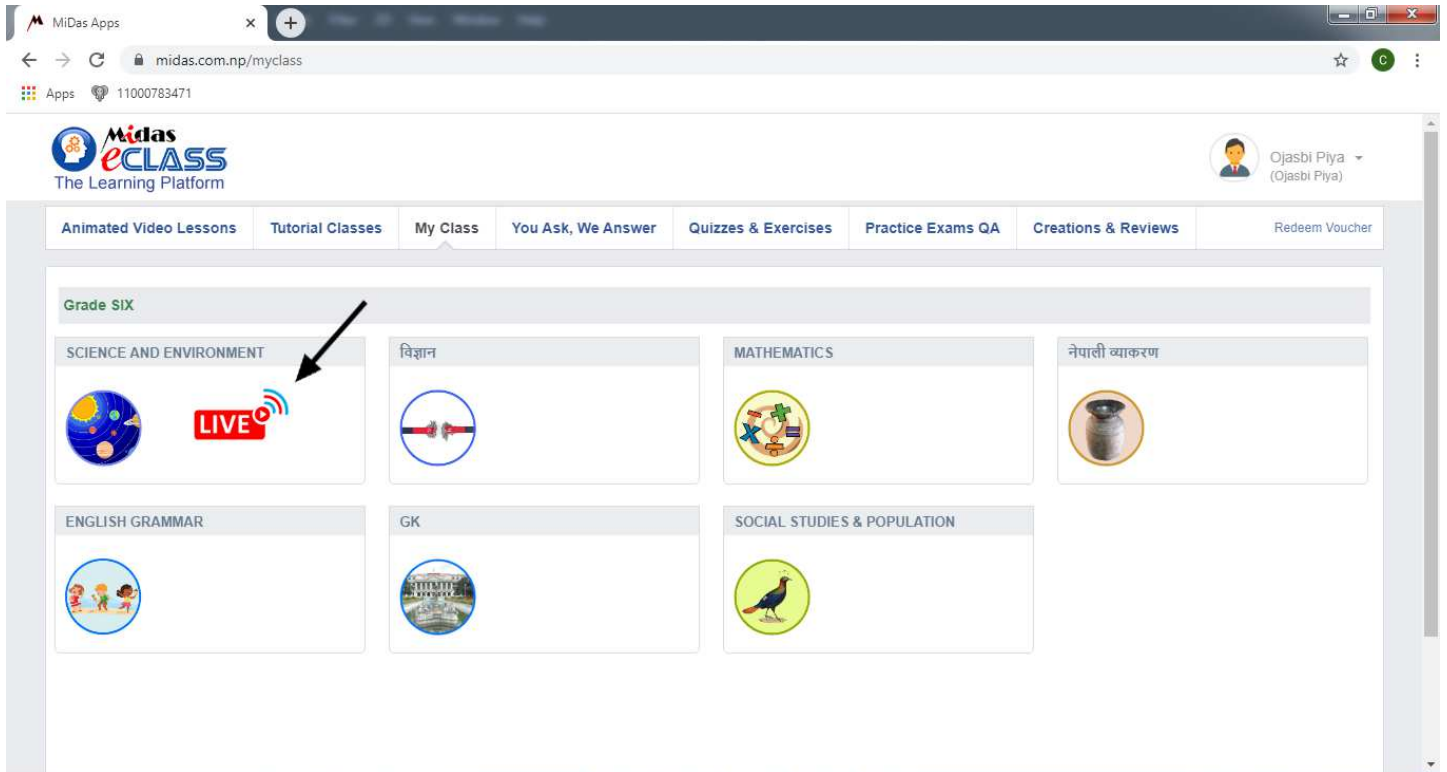 MiDas Apps
midas.com.np/myclass
C
Apps 11000783471
Midas
eCLASS
The Learning Platform
Ojasbi Piya
(Ojasbi Piya)
Animated Video Lessons Tutorial Classes My Class You Ask, We Answer Quizzes & Exercises Practice Exams QA Creations & Reviews Redeem Voucher
Grade SIX
SCIENCE AND ENVIRONMENT विज्ञान MATHEMATICS नेपाली व्याकरण
LIVE
ENGLISH GRAMMAR GK SOCIAL STUDIES & POPULATION